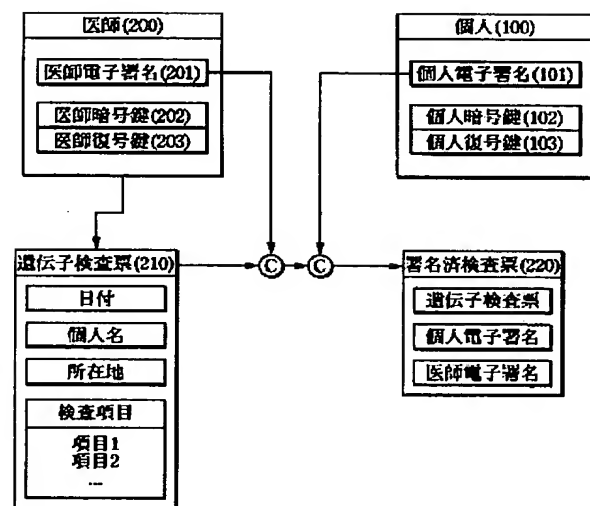 医師(200)
医師電子署名(201)
医師暗号鍵(202)
医師復号鍵(203)
個人(100)
個人電子署名(101)
個人暗号鍵(102)
個人復号鍵(103)
遺伝子検査票(210)
日付
個人名
所在地
検査項目
項目1
項目2
...
C
C
署名済検査票(220)
遺伝子検査票
個人電子署名
医師電子署名